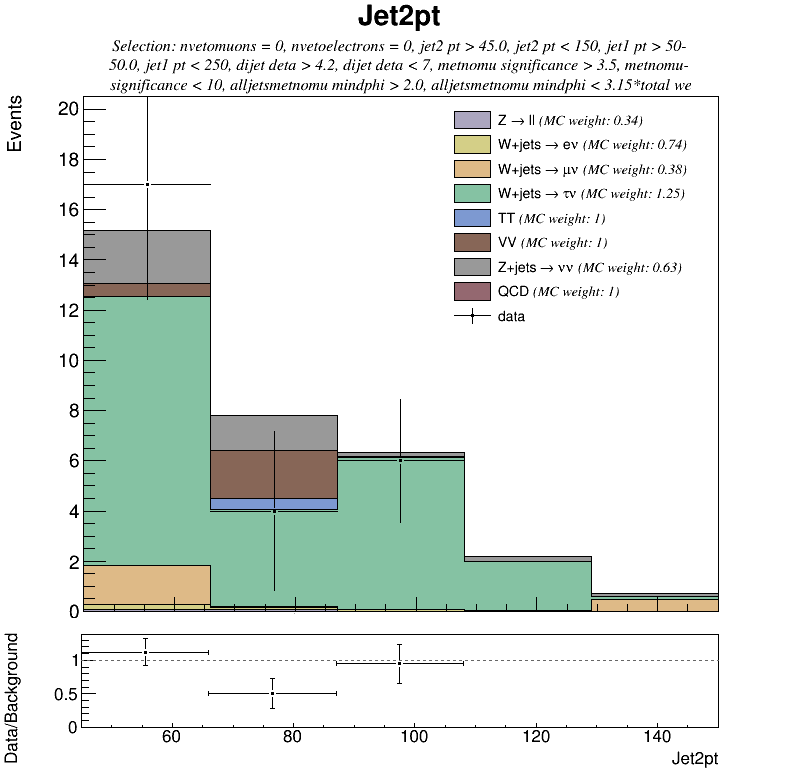 Jet2pt
Selection: nvetomuons = 0, nvetoelectrons = 0, jet2 pt > 45.0, jet2 pt < 150, jet1 pt > 50-
50.0, jet1 pt < 250, dijet deta > 4.2, dijet deta < 7, metnomu significance > 3.5, metnomu-
significance < 10, alljetsmetnomu mindphi > 2.0, alljetsmetnomu mindphi < 3.15*total we
Events
20
18
16
14
12
10
8
6
4
2
0
Z → ll (MC weight: 0.34)
W+jets → eν (MC weight: 0.74)
W+jets → μν (MC weight: 0.38)
W+jets → τν (MC weight: 1.25)
TT (MC weight: 1)
VV (MC weight: 1)
Z+jets → νν (MC weight: 0.63)
QCD (MC weight: 1)
data
Data/Background
1
0.5
0
60
80
100
120
140
Jet2pt